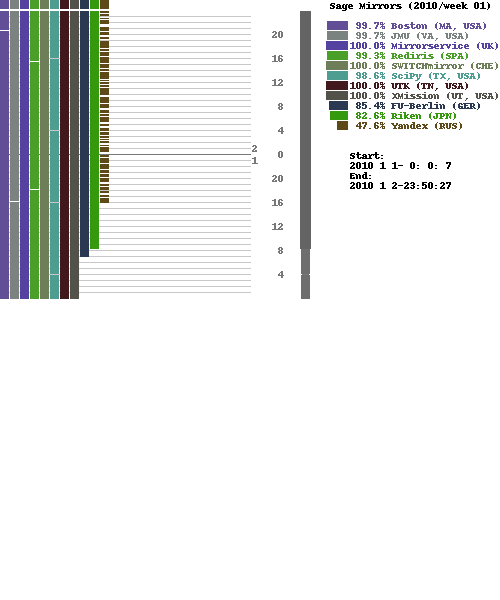 Sage Mirrors (2010/week 01)
99.7% Boston (MA, USA)
99.7% JMU (VA, USA)
100.0% Mirrorservice (UK)
99.3% Rediris (SPA)
100.0% SWITCHmirror (CHE)
98.6% SciPy (TX, USA)
100.0% UTK (TN, USA)
100.0% XMission (UT, USA)
85.4% FU-Berlin (GER)
82.6% Riken (JPN)
47.6% Yandex (RUS)
20
16
12
8
4
2
0
1
20
16
12
8
4
Start:
2010 1 1- 0: 0: 7
End:
2010 1 2-23:50:27